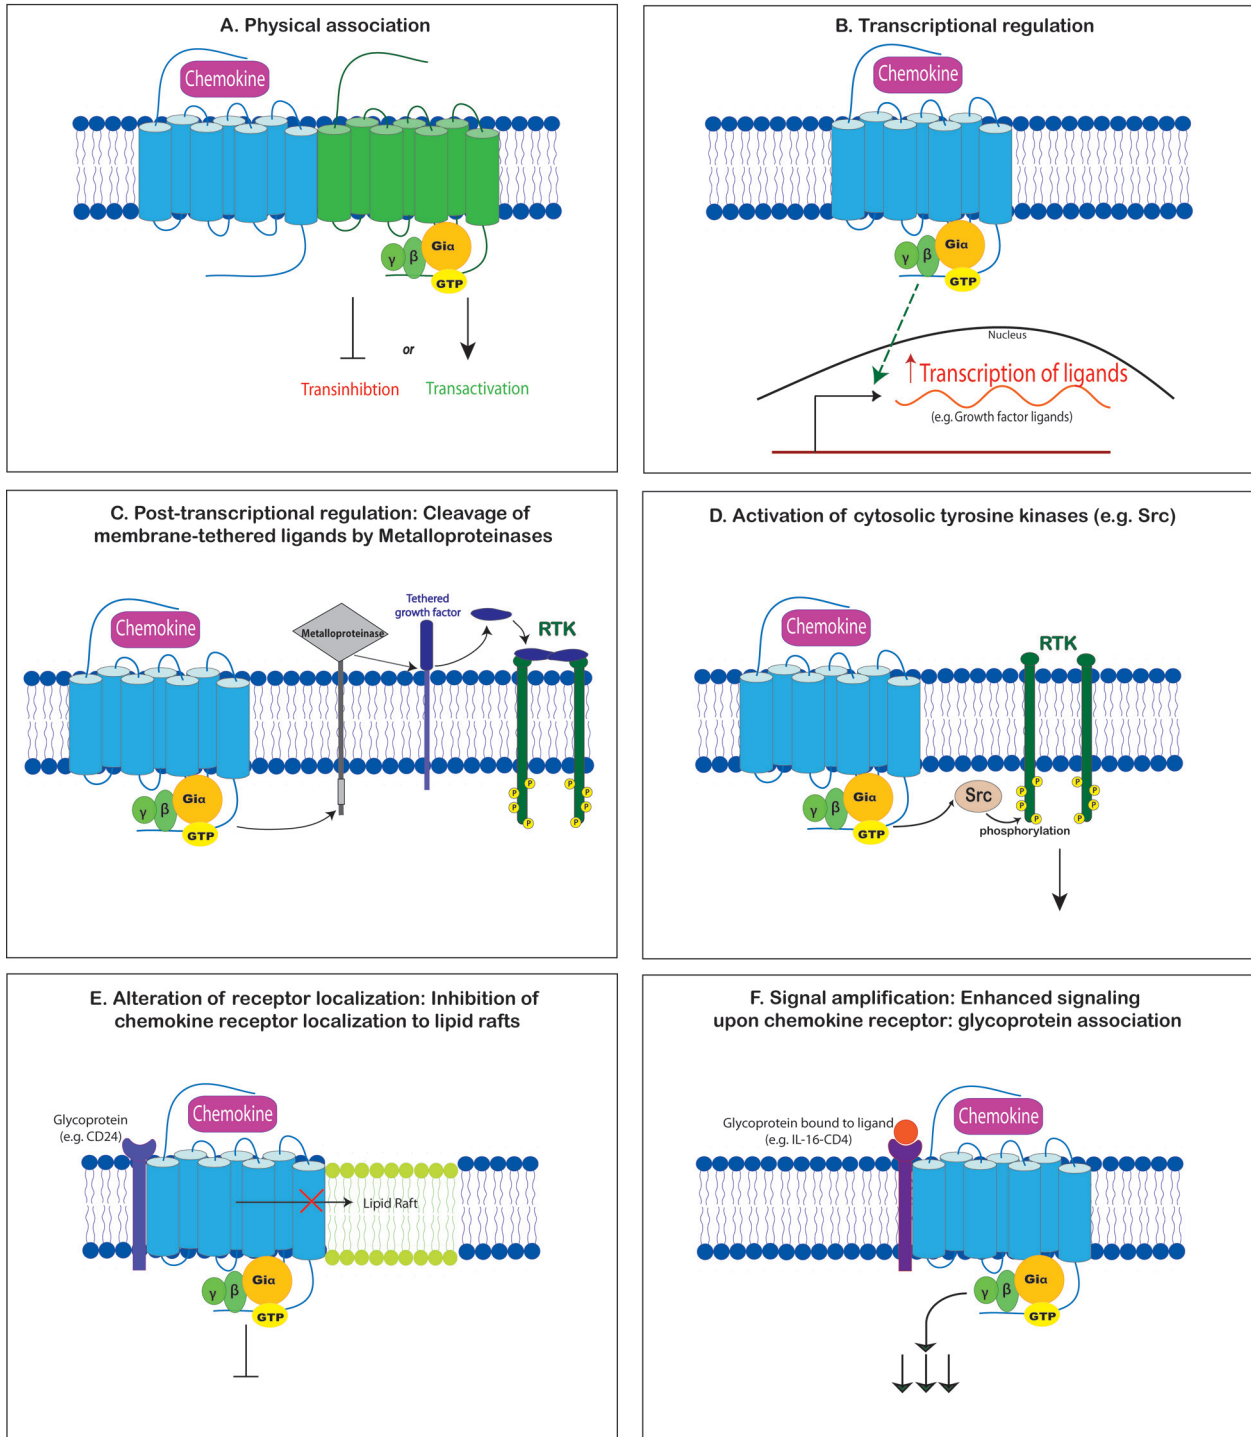 A. Physical association
Chemokine
γ
β
Giα
GTP
or
Transinhibtion
Transactivation
B. Transcriptional regulation
Chemokine
γ
β
Giα
GTP
Nucleus
Transcription of ligands
(e.g. Growth factor ligands)
C. Post-transcriptional regulation: Cleavage of
membrane-tethered ligands by Metalloproteinases
Chemokine
Metalloproteinase
Tethered
growth factor
RTK
γ
β
Giα
GTP
P
P
P
P
P
P
P
P
D. Activation of cytosolic tyrosine kinases (e.g. Src)
Chemokine
RTK
γ
β
Giα
GTP
Src
phosphorylation
P
P
P
P
P
P
P
P
E. Alteration of receptor localization: Inhibition of
chemokine receptor localization to lipid rafts
Glycoprotein
(e.g. CD24)
Chemokine
Lipid Raft
γ
β
Giα
GTP
F. Signal amplification: Enhanced signaling
upon chemokine receptor: glycoprotein association
Glycoprotein bound to ligand
(e.g. IL-16-CD4)
Chemokine
γ
β
Giα
GTP